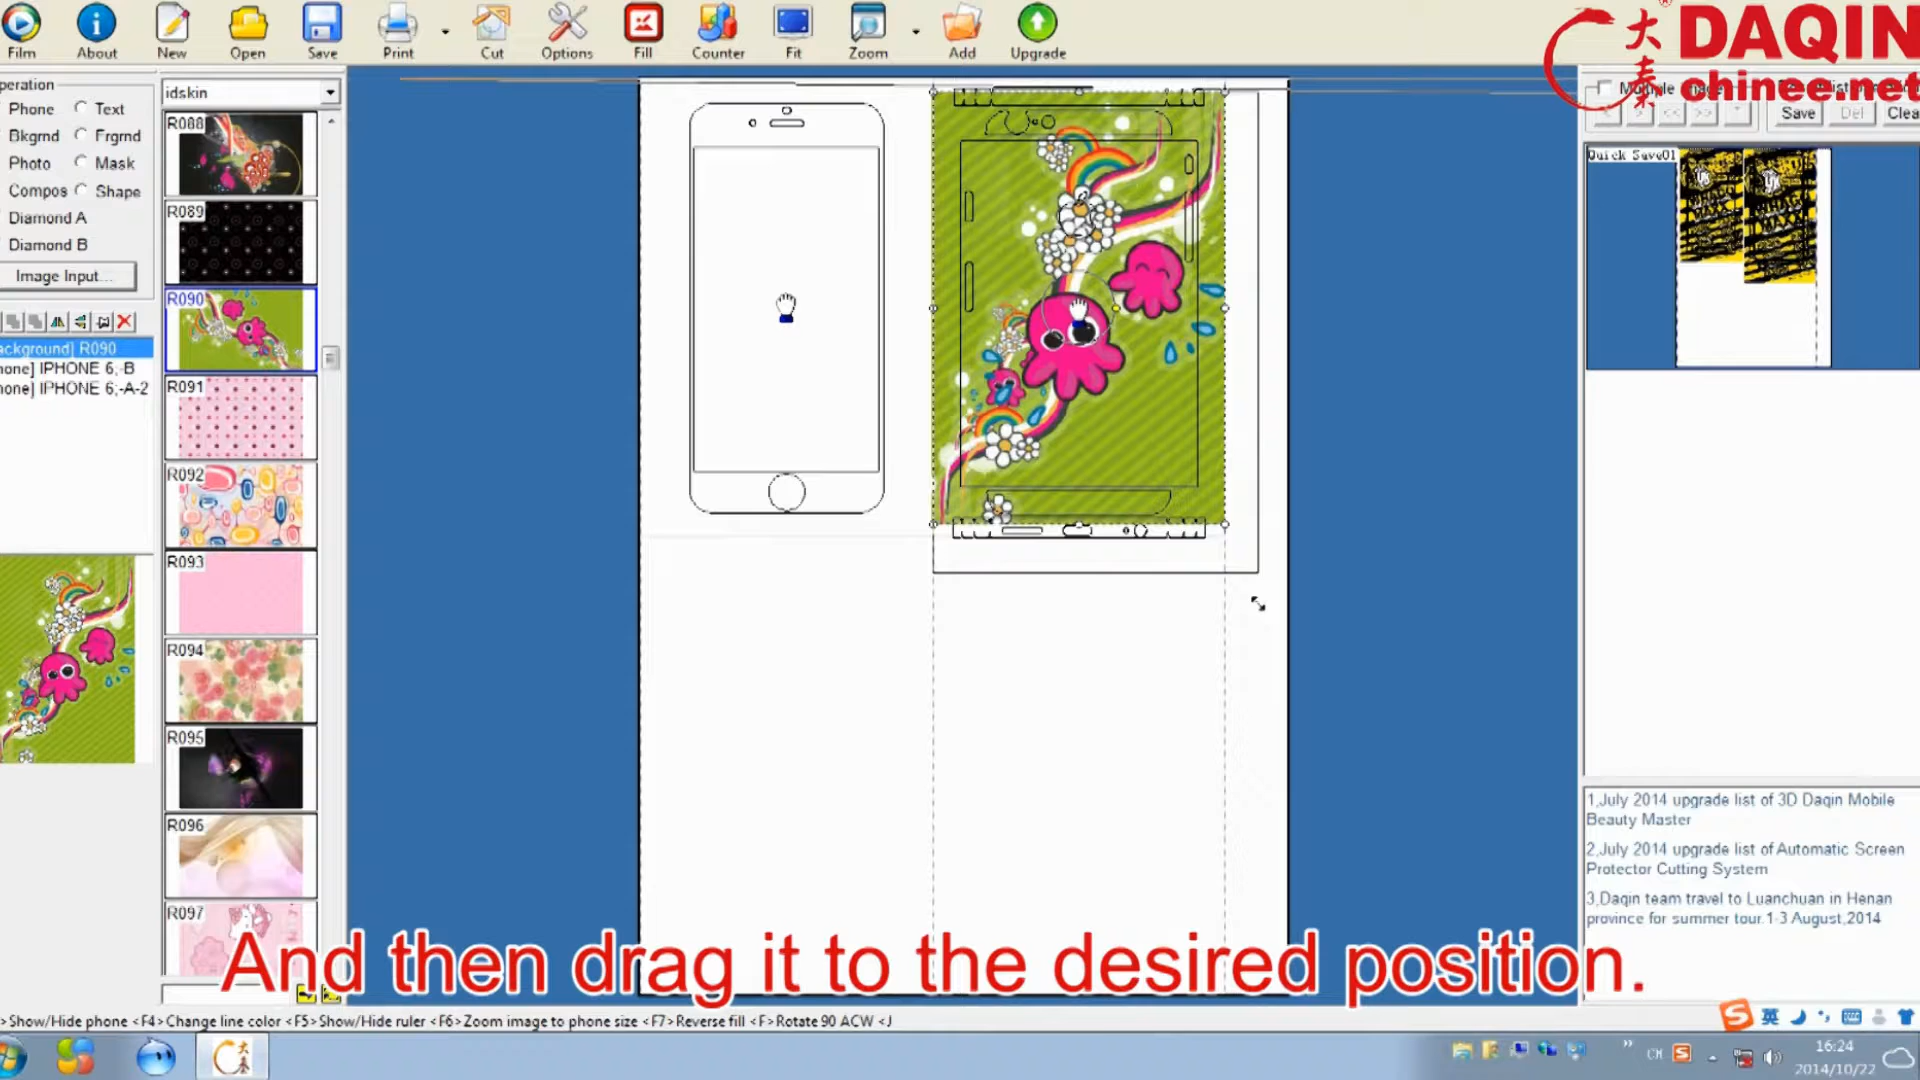 Film About New Open Save Print Cut Options Fill Counter Fit Zoom Add Upgrade
大秦
DAQIN
chinee.net
peration
Phone Text
Bkgrnd Frgrnd
Photo Mask
Compos Shape
Diamond A
Diamond B
Image Input...
ackground] R090
hone] IPHONE 6,-B
hone] IPHONE 6;-A-2
idskin
R088
R089
R090
R091
R092
R093
R094
R095
R096
R097
Save Del Clea
Quick Save01
1,July 2014 upgrade list of 3D Daqin Mobile
Beauty Master
2,July 2014 upgrade list of Automatic Screen
Protector Cutting System
3,Daqin team travel to Luanchuan in Henan
province for summer tour.1-3 August,2014
And then drag it to the desired position.
>Show/Hide phone <F4>Change line color <F5>Show/Hide ruler <F6>Zoom image to phone size <F7>Reverse fill <F>Rotate 90 ACW <J
英
CH
16:24
2014/10/22